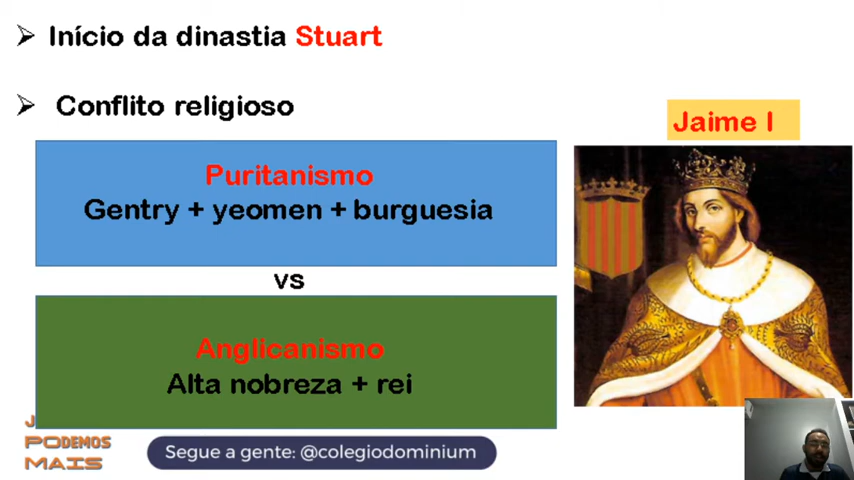 Início da dinastia Stuart
Conflito religioso
Jaime I
Puritanismo
Gentry + yeomen + burguesia
vs
Anglicanismo
Alta nobreza + rei
PODEMOS
MAIS
Segue a gente: @colegiodominium